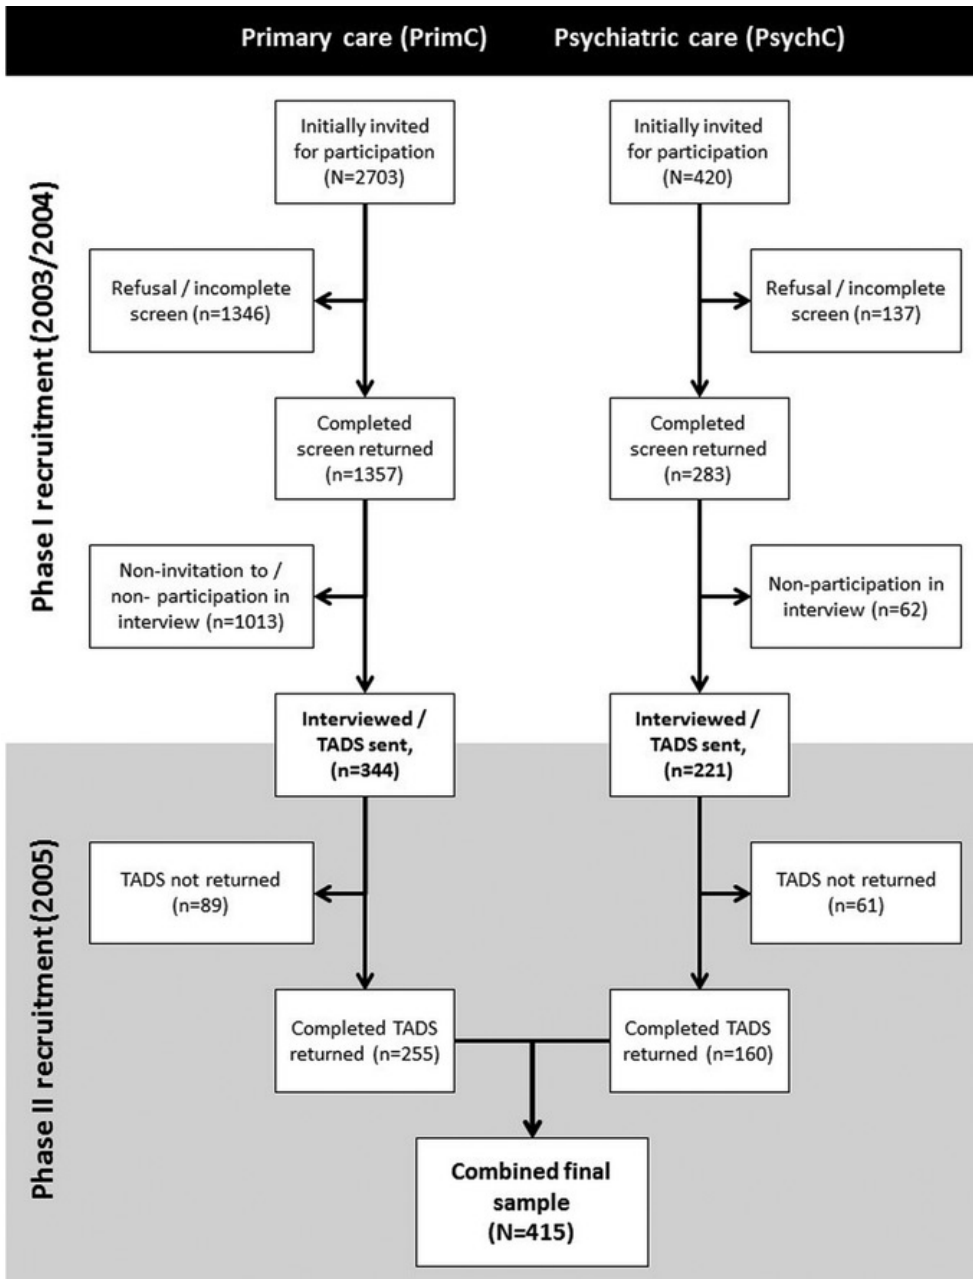 Primary care (PrimC)
Psychiatric care (PsychC)
Phase I recruitment (2003/2004)
Initially invited
for participation
(N=2703)
Initially invited
for participation
(N=420)
Refusal / incomplete
screen (n=1346)
Refusal / incomplete
screen (n=137)
Completed
screen returned
(n=1357)
Completed
screen returned
(n=283)
Non-invitation to /
non- participation in
interview (n=1013)
Non-participation in
interview (n=62)
Interviewed /
TADS sent,
(n=344)
Interviewed /
TADS sent,
(n=221)
Phase II recruitment (2005)
TADS not returned
(n=89)
TADS not returned
(n=61)
Completed TADS
returned (n=255)
Completed TADS
returned (n=160)
Combined final
sample
(N=415)